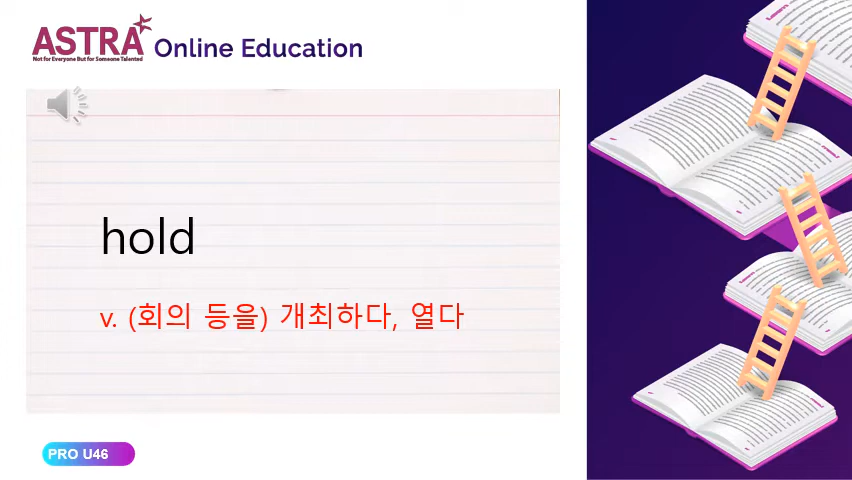 ASTRA Online Education
Not for Everyone But for Someone Talented
hold
v. (회의 등을) 개최하다, 열다
PRO U46